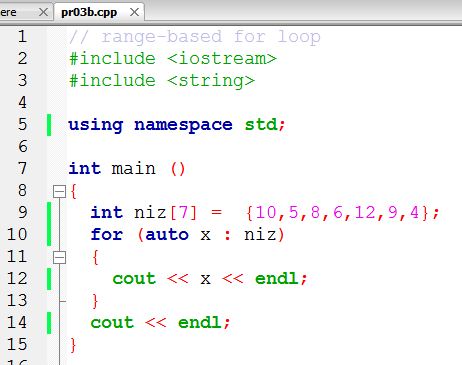 ere pr03b.cpp
1 // range-based for loop
2 #include <iostream>
3 #include <string>
4
5 using namespace std;
6
7 int main ()
8 {
9   int niz[7] =  {10,5,8,6,12,9,4};
10   for (auto x : niz)
11   {
12     cout << x << endl;
13   }
14   cout << endl;
15 }
16